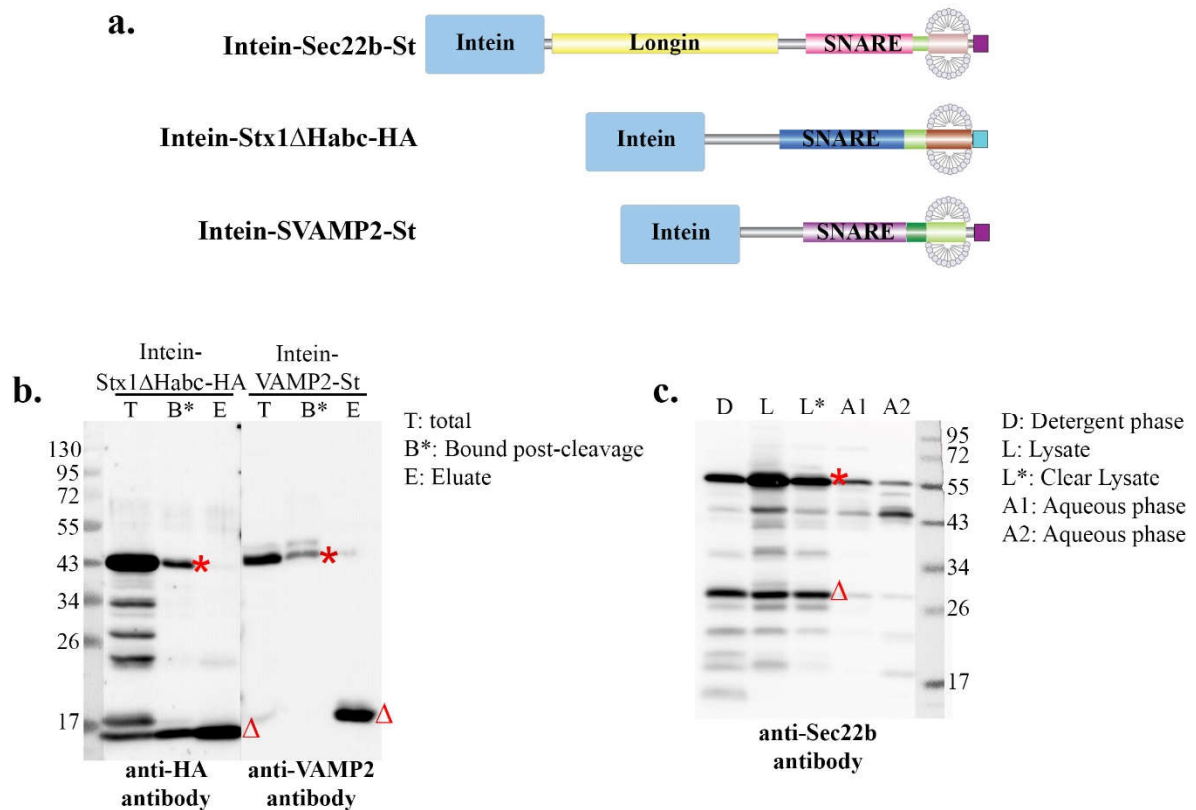 a.
Intein-Sec22b-St
Intein
Longin
SNARE
Intein-Stx1ΔHabc-HA
Intein
SNARE
Intein-SVAMP2-St
Intein
SNARE
b.
Intein-
Stx1ΔHabc-HA
Intein-
VAMP2-St
T B* E T B* E
130
95
72
55
43
34
26
17
*
*
Δ
Δ
anti-HA
antibody
anti-VAMP2
antibody
T: total
B*: Bound post-cleavage
E: Eluate
c.
D L L* A1 A2
*
Δ
95
72
55
43
34
26
17
anti-Sec22b
antibody
D: Detergent phase
L: Lysate
L*: Clear Lysate
A1: Aqueous phase
A2: Aqueous phase